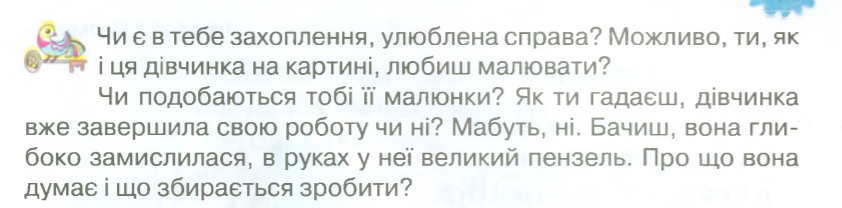 Чи є в тебе захоплення, улюблена справа? Можливо, ти, як
і ця дівчинка на картині, любиш малювати?
Чи подобаються тобі її малюнки? Як ти гадаєш, дівчинка
вже завершила свою роботу чи ні? Мабуть, ні. Бачиш, вона гли-
боко замислилася, в руках у неї великий пензель. Про що вона
думає і що збирається зробити?